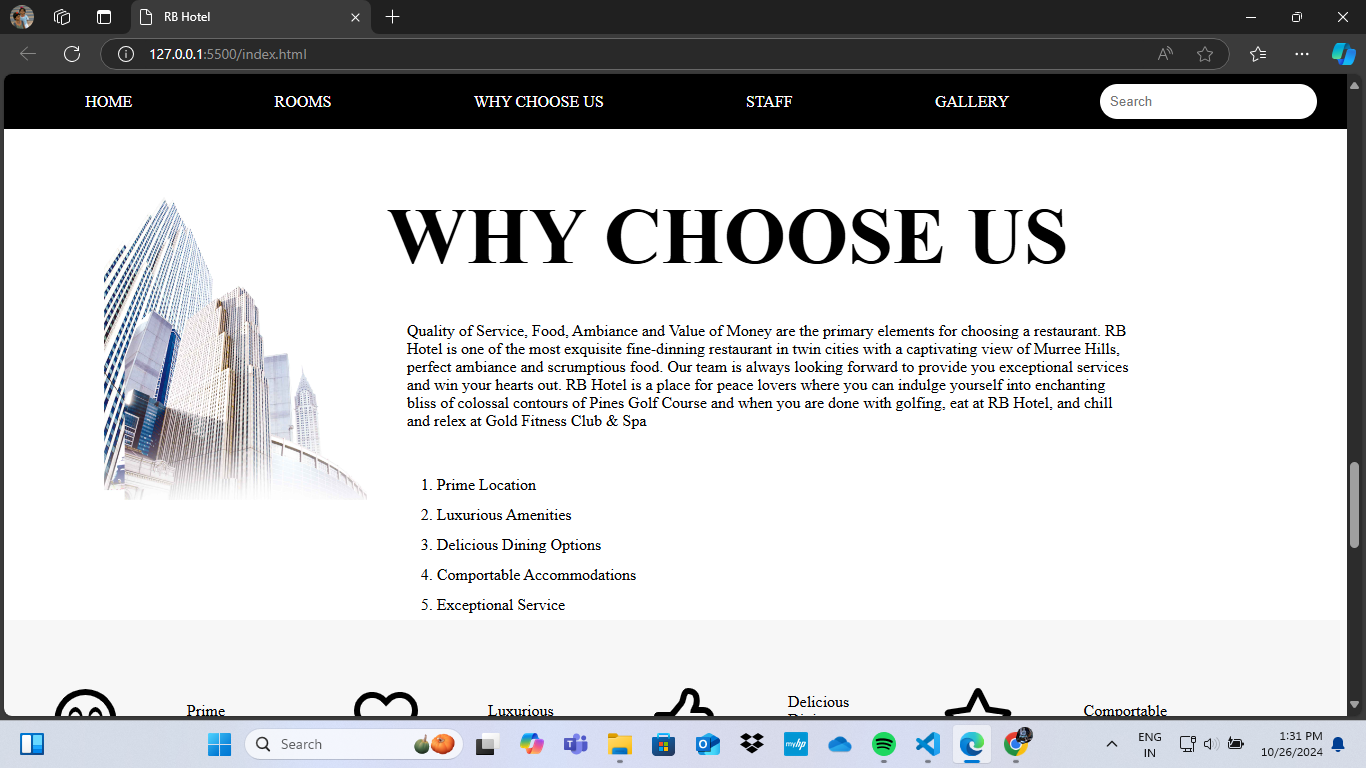 RB Hotel
127.0.0.1:5500/index.html
HOME ROOMS WHY CHOOSE US STAFF GALLERY Search
WHY CHOOSE US
Quality of Service, Food, Ambiance and Value of Money are the primary elements for choosing a restaurant. RB
Hotel is one of the most exquisite fine-dinning restaurant in twin cities with a captivating view of Murree Hills,
perfect ambiance and scrumptious food. Our team is always looking forward to provide you exceptional services
and win your hearts out. RB Hotel is a place for peace lovers where you can indulge yourself into enchanting
bliss of colossal contours of Pines Golf Course and when you are done with golfing, eat at RB Hotel, and chill
and relex at Gold Fitness Club & Spa
1. Prime Location
2. Luxurious Amenities
3. Delicious Dining Options
4. Comportable Accommodations
5. Exceptional Service
Prime Luxurious Delicious Comportable
Search
myhp
ENG
IN
1:31 PM
10/26/2024